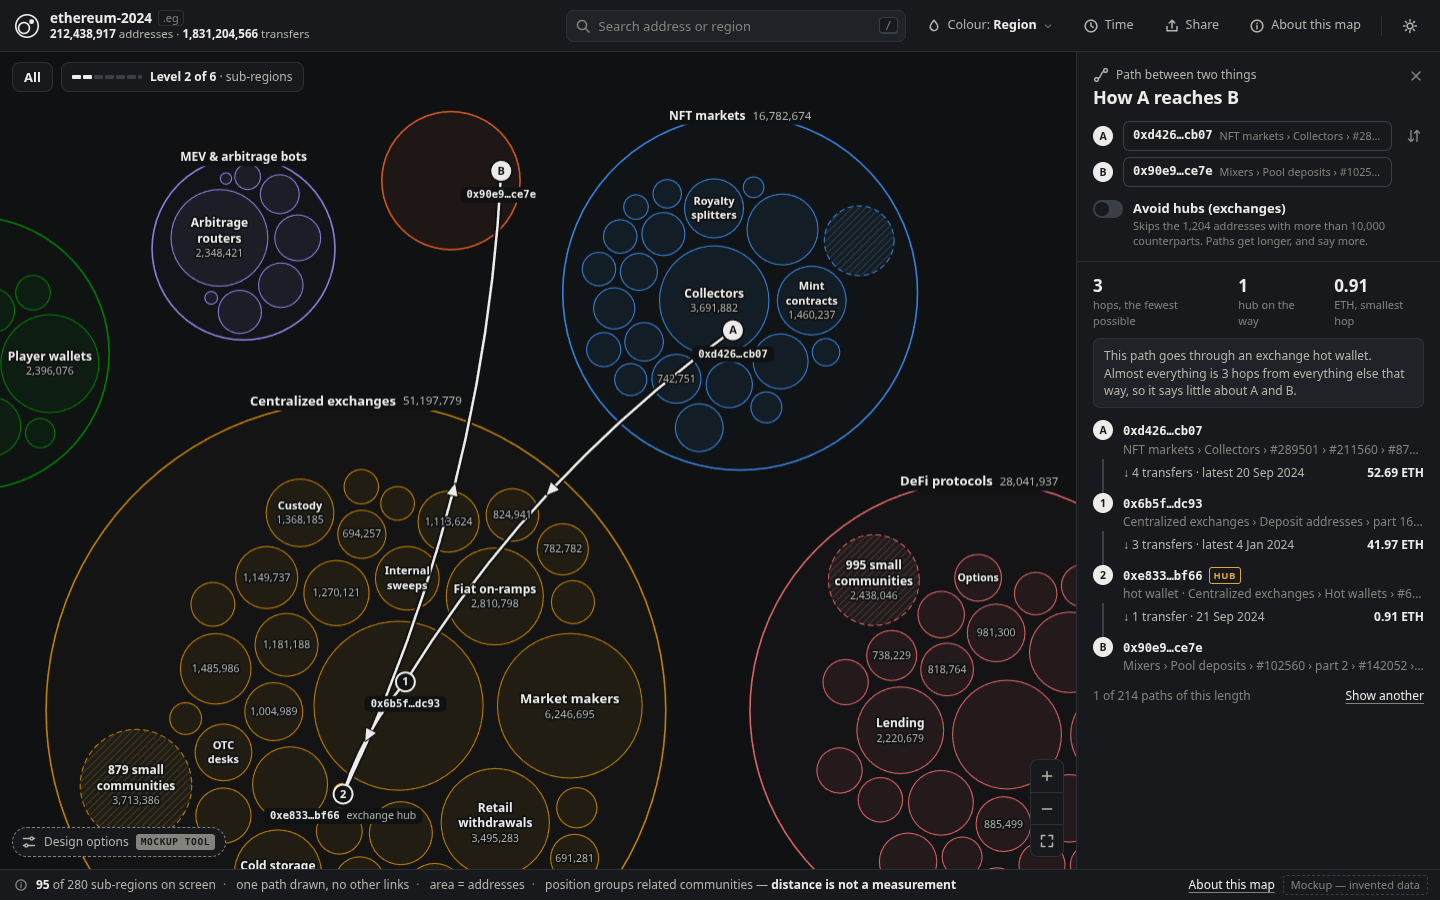 ethereum-2024 .eg
212,438,917 addresses · 1,831,204,566 transfers
Search address or region /
Colour: Region
Time
Share
About this map
All
Level 2 of 6 · sub-regions
MEV & arbitrage bots
Arbitrage
routers
2,348,421
Player wallets
2,396,076
B
0x90e9…ce7e
NFT markets 16,782,674
Royalty
splitters
Collectors
3,691,882
Mint
contracts
1,460,237
A
0xd426…cb07
742,751
Centralized exchanges 51,197,779
Custody
1,368,185
694,257
1,113,624
824,941
782,782
1,149,737
1,270,121
Internal
sweeps
Fiat on-ramps
2,810,798
1,181,188
1,485,986
1,004,989
1
0x6b5f…dc93
Market makers
6,246,695
OTC
desks
879 small
communities
3,713,386
2
0xe833…bf66 exchange hub
Retail
withdrawals
3,495,283
691,281
Cold storage
DeFi protocols 28,041,937
995 small
communities
2,438,046
Options
981,300
738,229
818,764
Lending
2,220,679
885,499
Design options MOCKUP TOOL
Path between two things
How A reaches B
A 0xd426…cb07 NFT markets › Collectors › #28…
B 0x90e9…ce7e Mixers › Pool deposits › #1025…
Avoid hubs (exchanges)
Skips the 1,204 addresses with more than 10,000
counterparts. Paths get longer, and say more.
3
hops, the fewest
possible
1
hub on the
way
0.91
ETH, smallest
hop
This path goes through an exchange hot wallet.
Almost everything is 3 hops from everything else that
way, so it says little about A and B.
A 0xd426…cb07
NFT markets › Collectors › #289501 › #211560 › #87…
↓ 4 transfers · latest 20 Sep 2024 52.69 ETH
1 0x6b5f…dc93
Centralized exchanges › Deposit addresses › part 16…
↓ 3 transfers · latest 4 Jan 2024 41.97 ETH
2 0xe833…bf66 HUB
hot wallet · Centralized exchanges › Hot wallets › #6…
↓ 1 transfer · 21 Sep 2024 0.91 ETH
B 0x90e9…ce7e
Mixers › Pool deposits › #102560 › part 2 › #142052 ›…
1 of 214 paths of this length Show another
95 of 280 sub-regions on screen · one path drawn, no other links · area = addresses · position groups related communities — distance is not a measurement
About this map
Mockup — invented data